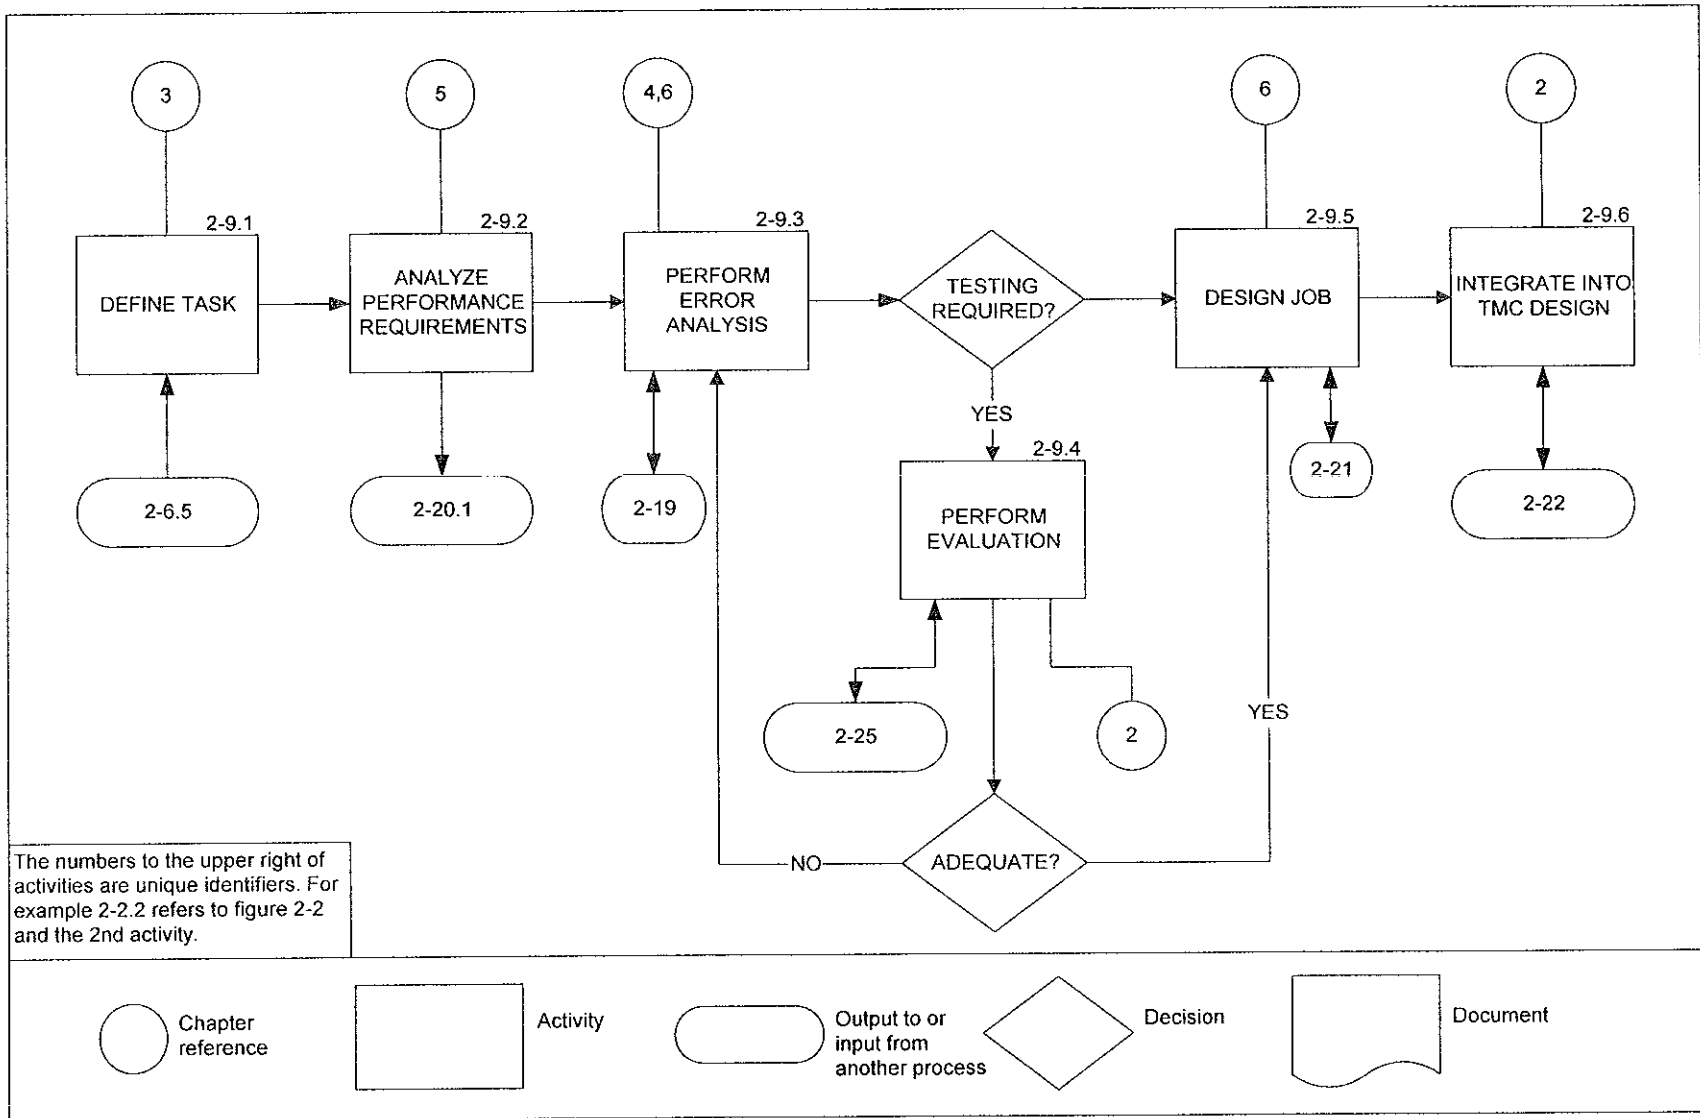 3
5
4,6
6
2
2-9.1
2-9.2
2-9.3
2-9.5
2-9.6
DEFINE TASK
ANALYZE
PERFORMANCE
REQUIREMENTS
PERFORM
ERROR
ANALYSIS
TESTING
REQUIRED?
DESIGN JOB
INTEGRATE INTO
TMC DESIGN
YES
2-9.4
2-6.5
2-20.1
2-19
2-21
2-22
PERFORM
EVALUATION
2-25
2
YES
NO
ADEQUATE?
The numbers to the upper right of
activities are unique identifiers. For
example 2-2.2 refers to figure 2-2
and the 2nd activity.
Chapter
reference
Activity
Output to or
input from
another process
Decision
Document